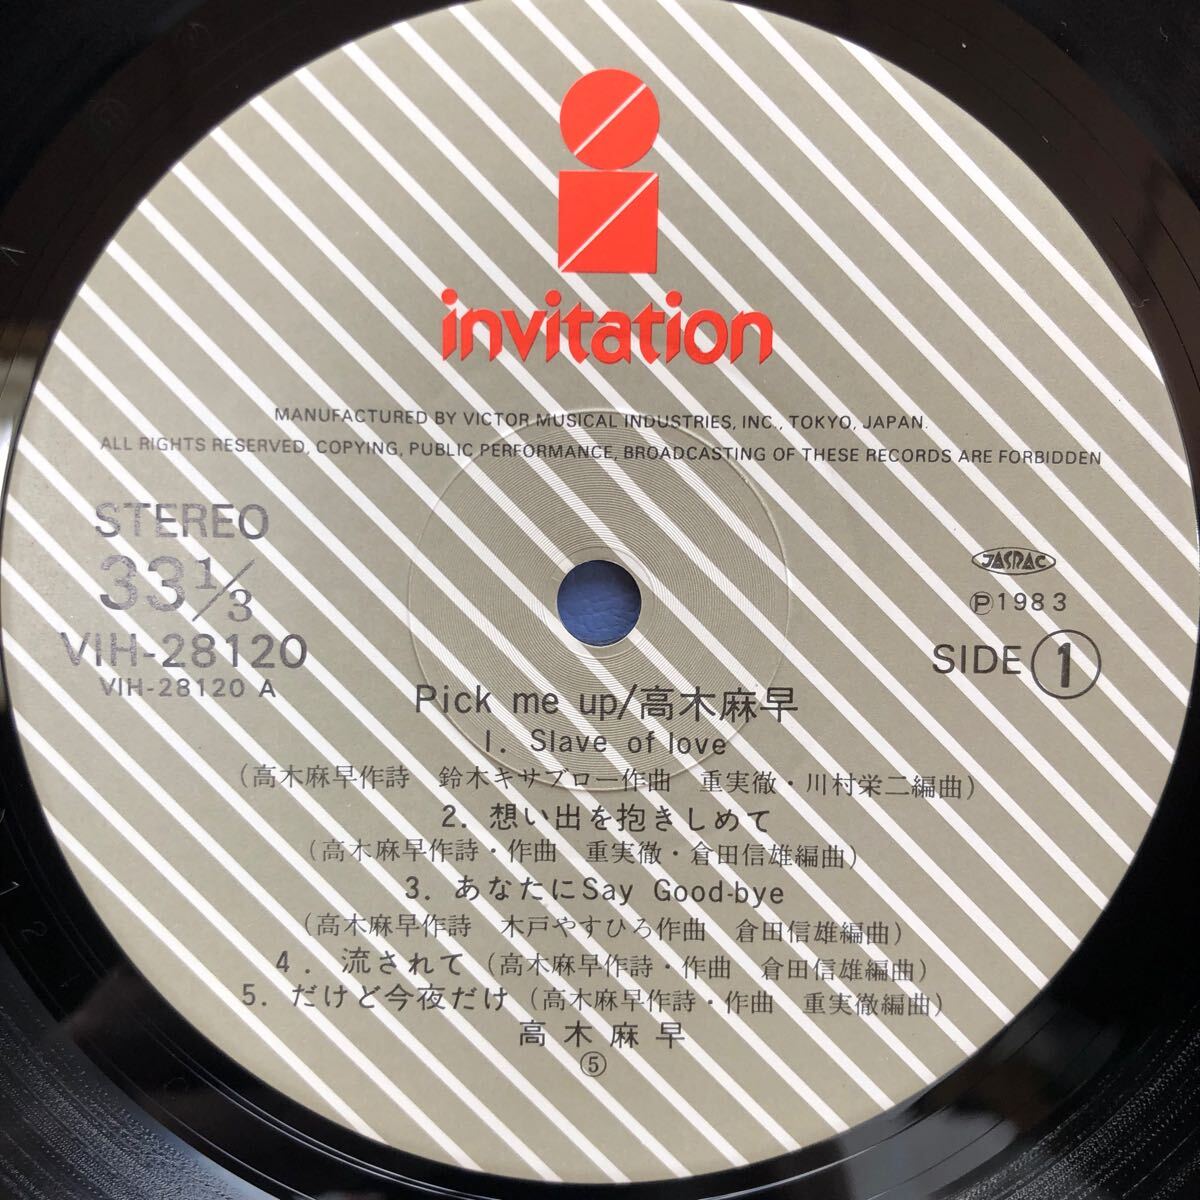 invitation
MANUFACTURED BY VICTOR MUSICAL INDUSTRIES, INC., TOKYO, JAPAN.
ALL RIGHTS RESERVED, COPYING, PUBLIC PERFORMANCE, BROADCASTING OF THESE RECORDS ARE FORBIDDEN
STEREO
33⅓
VIH-28120
VIH-28120 A
JASRAC
Ⓟ1983
SIDE ①
Pick me up/高木麻早
1. Slave of love
(高木麻早作詩 鈴木キサブロー作曲 重実徹・川村栄二編曲)
2. 想い出を抱きしめて
(高木麻早作詩・作曲 重実徹・倉田信雄編曲)
3. あなたにSay Good-bye
(高木麻早作詩 木戸やすひろ作曲 倉田信雄編曲)
4. 流されて (高木麻早作詩・作曲 倉田信雄編曲)
5. だけど今夜だけ (高木麻早作詩・作曲 重実徹編曲)
高木麻早
⑤